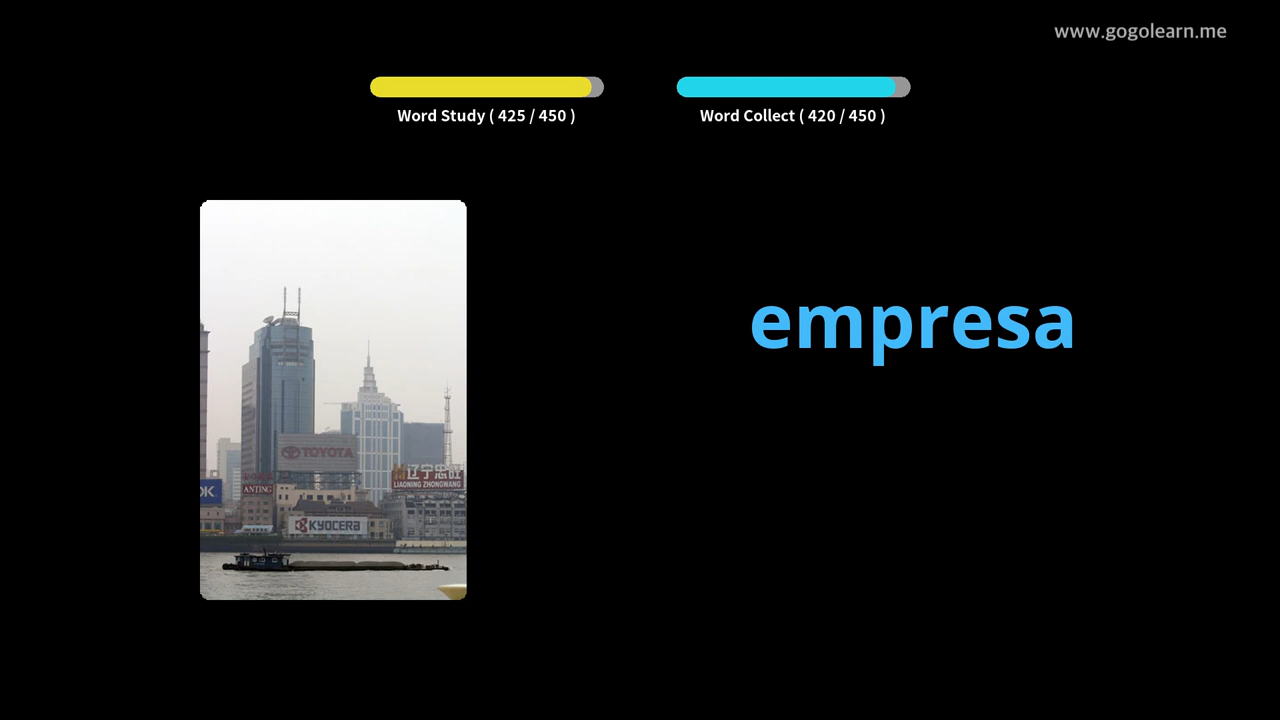 www.gogolearn.me
Word Study ( 425 / 450 )
Word Collect ( 420 / 450 )
empresa
TOYOTA
辽宁忠旺
LIAONING ZHONGWANG
ANTING
KYOCERA